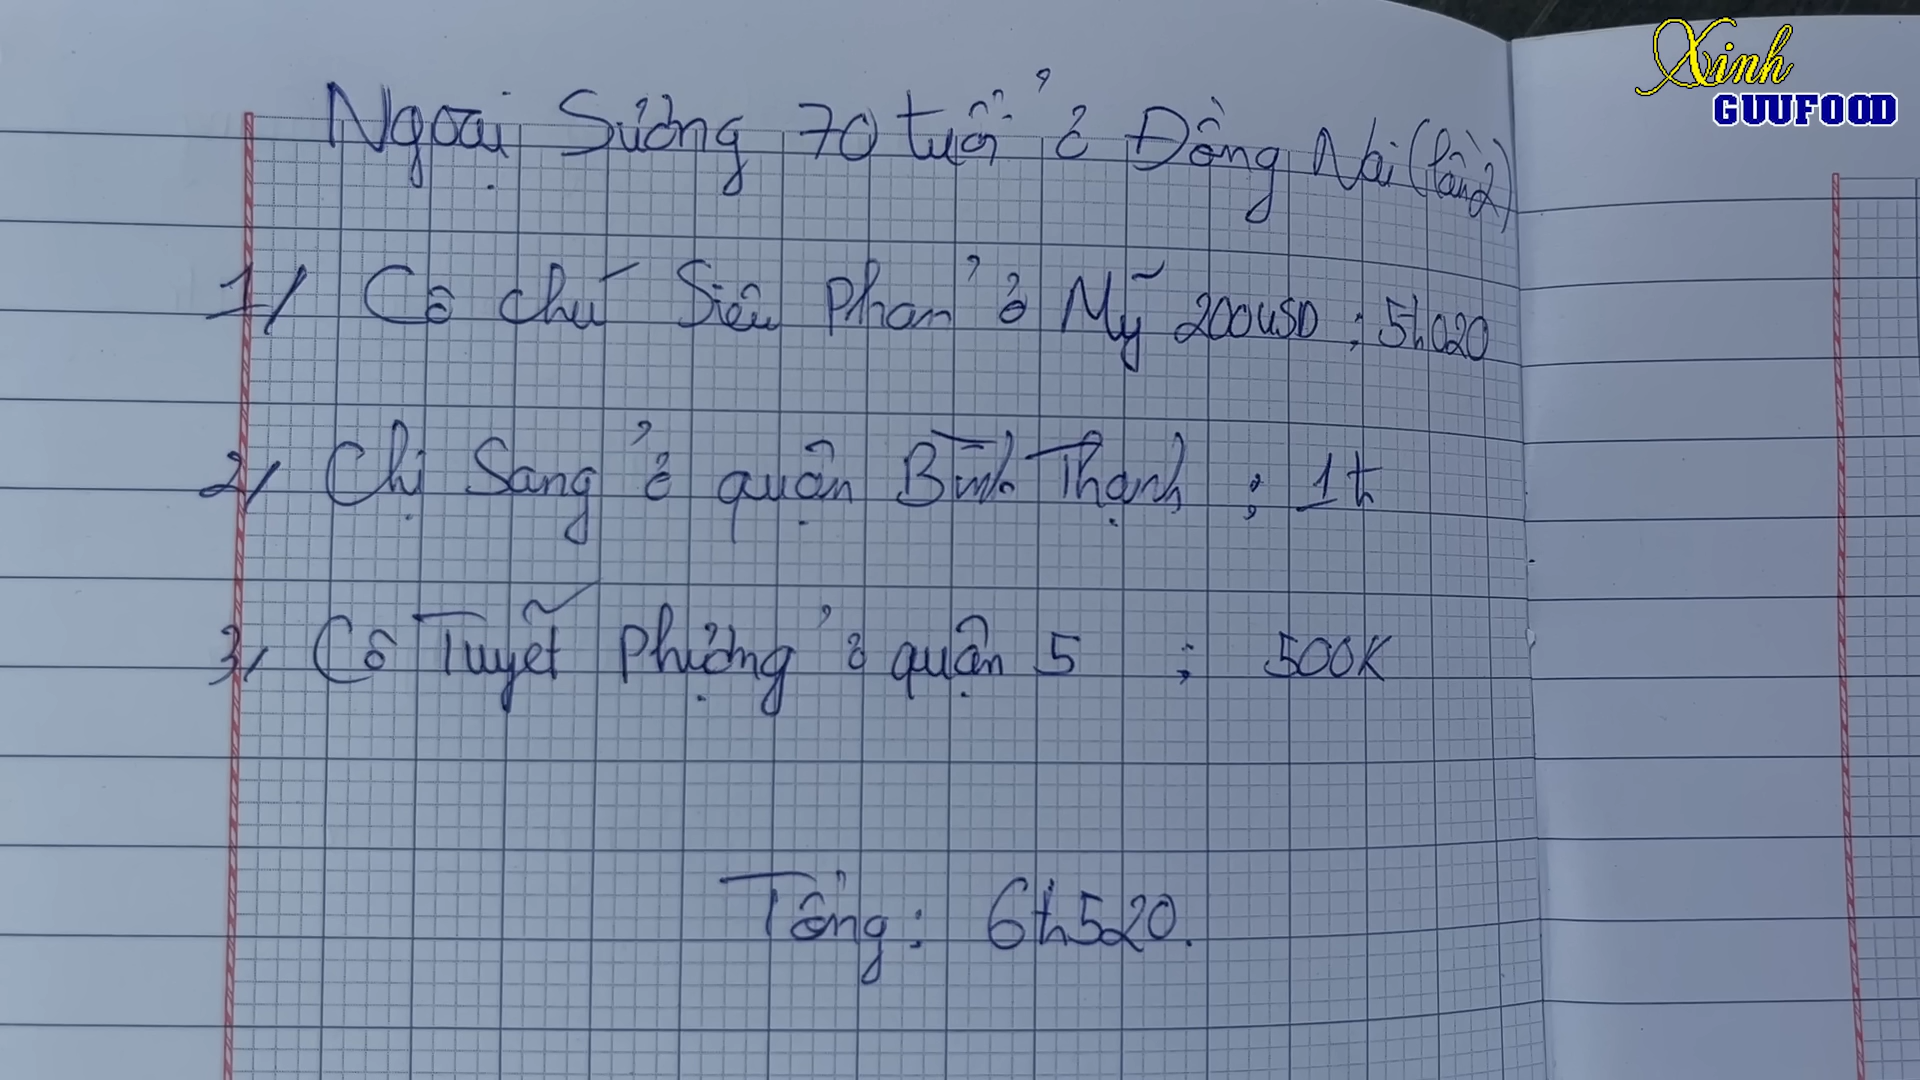 Xinh
GUUFOOD
Ngoại Sương 70 tuổi ở Đồng Nai (lần 2)
1/ Cô chú Siêu Phan ở Mỹ 200USD : 5tr020
2/ Chị Sang ở quận Bình Thạnh : 1tr
3/ Cô Tuyết Phượng ở quận 5 : 500K
Tổng : 6tr520.